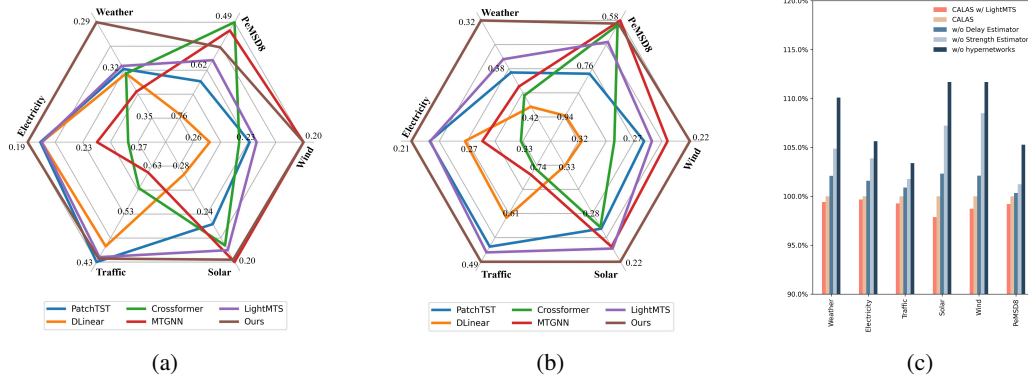 Weather
0.29
0.49
PeMSD8
0.32
0.62
0.35
0.76
Electricity
0.19
0.23
0.27
0.26
0.23
0.20
Wind
0.63
0.28
0.53
0.24
0.43
0.20
Traffic
Solar
PatchTST
Crossformer
LightMTS
DLinear
MTGNN
Ours
(a)
Weather
0.32
0.58
PeMSD8
0.38
0.76
0.42
0.94
Electricity
0.21
0.27
0.33
0.32
0.27
0.22
Wind
0.74
0.33
0.61
0.28
0.49
0.22
Traffic
Solar
PatchTST
Crossformer
LightMTS
DLinear
MTGNN
Ours
(b)
120.0%
115.0%
110.0%
105.0%
100.0%
95.0%
90.0%
CALAS w/ LightMTS
CALAS
w/o Delay Estimator
w/o Strength Estimator
w/o hypernetworks
Weather
Electricity
Traffic
Solar
Wind
PeMSD8
(c)